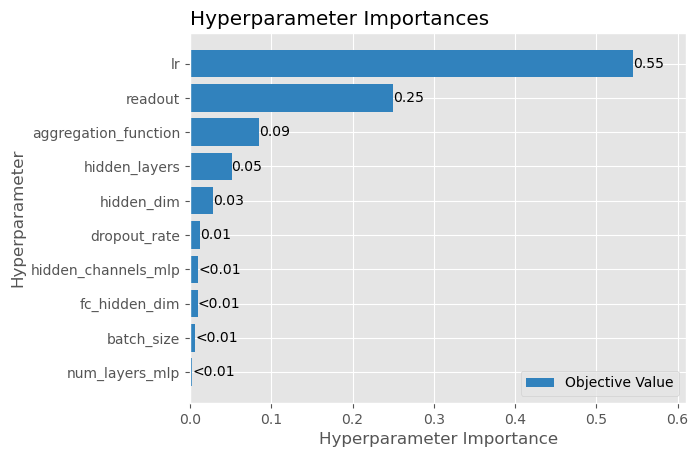 Hyperparameter Importances
Hyperparameter
lr
0.55
readout
0.25
aggregation_function
0.09
hidden_layers
0.05
hidden_dim
0.03
dropout_rate
0.01
hidden_channels_mlp
<0.01
fc_hidden_dim
<0.01
batch_size
<0.01
num_layers_mlp
<0.01
Objective Value
0.0 0.1 0.2 0.3 0.4 0.5 0.6
Hyperparameter Importance